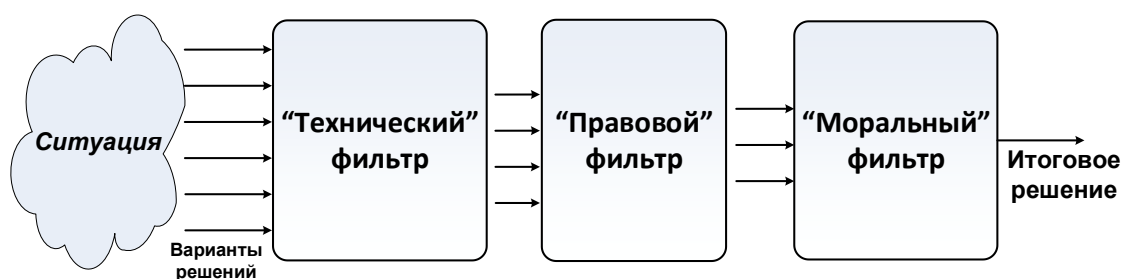 Ситуация
Варианты
решений
“Технический”
фильтр
“Правовой”
фильтр
“Моральный”
фильтр
Итоговое
решение